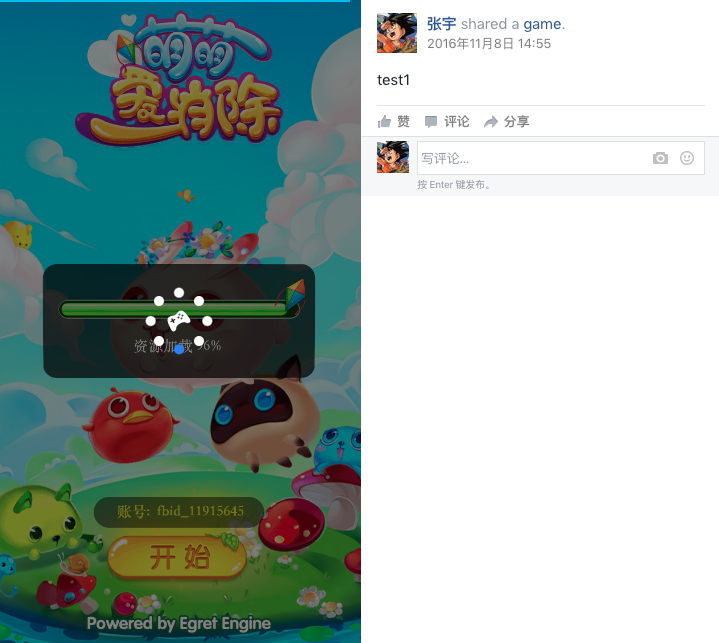 萌萌
爱消除
资源加载 96%
账号: fbid_11915645
开始
Powered by Egret Engine
张宇 shared a game.
2016年11月8日 14:55
test1
赞 评论 分享
写评论...
按 Enter 键发布。